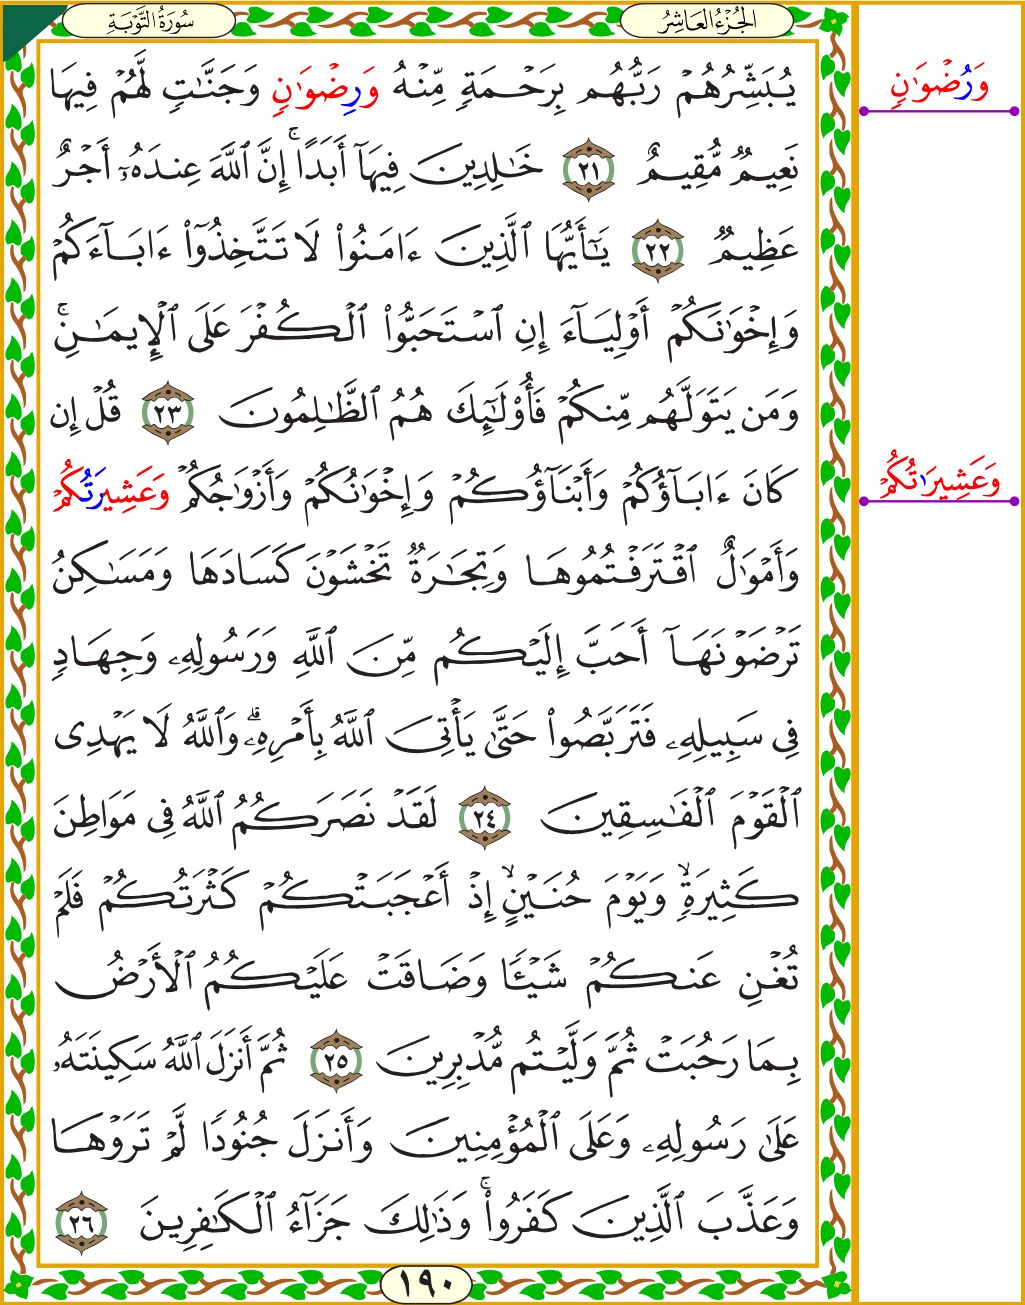 الجُزْءُ العَاشِرُ
سُورَةُ التَّوْبَةِ
يُبَشِّرُهُمْ رَبُّهُم بِرَحْمَةٍ مِّنْهُ وَرِضْوَٰنٍ وَجَنَّٰتٍ لَّهُمْ فِيهَا
نَعِيمٌ مُّقِيمٌ ٢١ خَٰلِدِينَ فِيهَآ أَبَدًا ۚ إِنَّ ٱللَّهَ عِندَهُۥٓ أَجْرٌ
عَظِيمٌ ٢٢ يَٰٓأَيُّهَا ٱلَّذِينَ ءَامَنُوا۟ لَا تَتَّخِذُوٓا۟ ءَابَآءَكُمْ
وَإِخْوَٰنَكُمْ أَوْلِيَآءَ إِنِ ٱسْتَحَبُّوا۟ ٱلْكُفْرَ عَلَى ٱلْإِيمَٰنِ ۚ
وَمَن يَتَوَلَّهُم مِّنكُمْ فَأُو۟لَٰٓئِكَ هُمُ ٱلظَّٰلِمُونَ ٢٣ قُلْ إِن
كَانَ ءَابَآؤُكُمْ وَأَبْنَآؤُكُمْ وَإِخْوَٰنُكُمْ وَأَزْوَٰجُكُمْ وَعَشِيرَتُكُمْ
وَأَمْوَٰلٌ ٱقْتَرَفْتُمُوهَا وَتِجَٰرَةٌ تَخْشَوْنَ كَسَادَهَا وَمَسَٰكِنُ
تَرْضَوْنَهَآ أَحَبَّ إِلَيْكُم مِّنَ ٱللَّهِ وَرَسُولِهِۦ وَجِهَادٍ
فِى سَبِيلِهِۦ فَتَرَبَّصُوا۟ حَتَّىٰ يَأْتِىَ ٱللَّهُ بِأَمْرِهِۦ ۗ وَٱللَّهُ لَا يَهْدِى
ٱلْقَوْمَ ٱلْفَٰسِقِينَ ٢٤ لَقَدْ نَصَرَكُمُ ٱللَّهُ فِى مَوَاطِنَ
كَثِيرَةٍ ۙ وَيَوْمَ حُنَيْنٍ ۙ إِذْ أَعْجَبَتْكُمْ كَثْرَتُكُمْ فَلَمْ
تُغْنِ عَنكُمْ شَيْـًٔا وَضَاقَتْ عَلَيْكُمُ ٱلْأَرْضُ
بِمَا رَحُبَتْ ثُمَّ وَلَّيْتُم مُّدْبِرِينَ ٢٥ ثُمَّ أَنزَلَ ٱللَّهُ سَكِينَتَهُۥ
عَلَىٰ رَسُولِهِۦ وَعَلَى ٱلْمُؤْمِنِينَ وَأَنزَلَ جُنُودًا لَّمْ تَرَوْهَا
وَعَذَّبَ ٱلَّذِينَ كَفَرُوا۟ ۚ وَذَٰلِكَ جَزَآءُ ٱلْكَٰفِرِينَ ٢٦
١٩٠
وَرُضْوَٰنٍ
وَعَشِيرَٰتُكُمْ